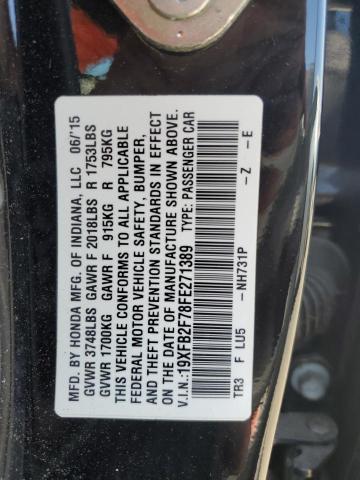 MFD. BY HONDA MFG. OF INDIANA, LLC 06/'15
GVWR 3748LBS GAWR F 2018LBS R 1753LBS
GVWR 1700KG GAWR F 915KG R 795KG
THIS VEHICLE CONFORMS TO ALL APPLICABLE
FEDERAL MOTOR VEHICLE SAFETY, BUMPER,
AND THEFT PREVENTION STANDARDS IN EFFECT
ON THE DATE OF MANUFACTURE SHOWN ABOVE.
V.I.N.:19XFB2F78FE271389 TYPE: PASSENGER CAR
TR3 F LU5 -NH731P -Z -E